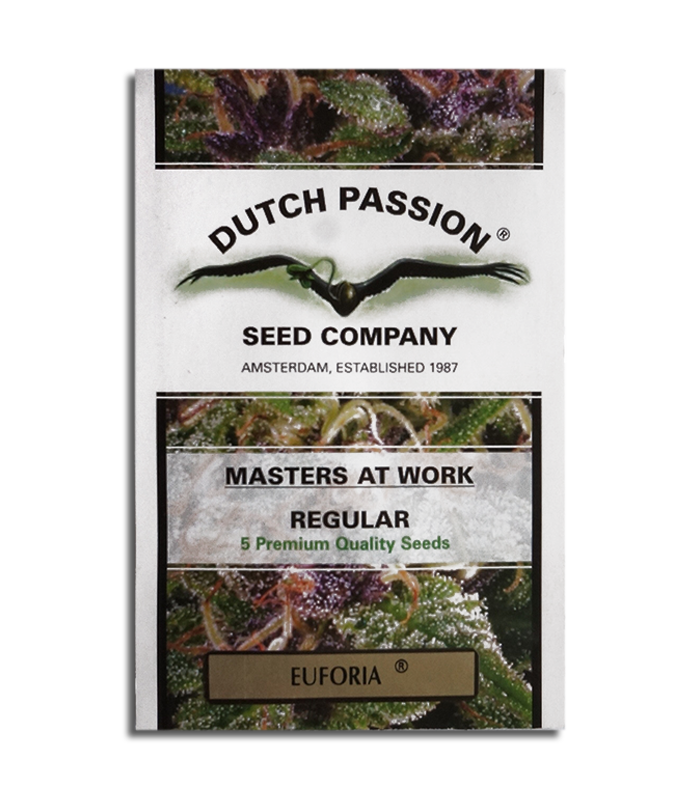 DUTCH PASSION®
SEED COMPANY
AMSTERDAM, ESTABLISHED 1987
MASTERS AT WORK
REGULAR
5 Premium Quality Seeds
EUFORIA ®